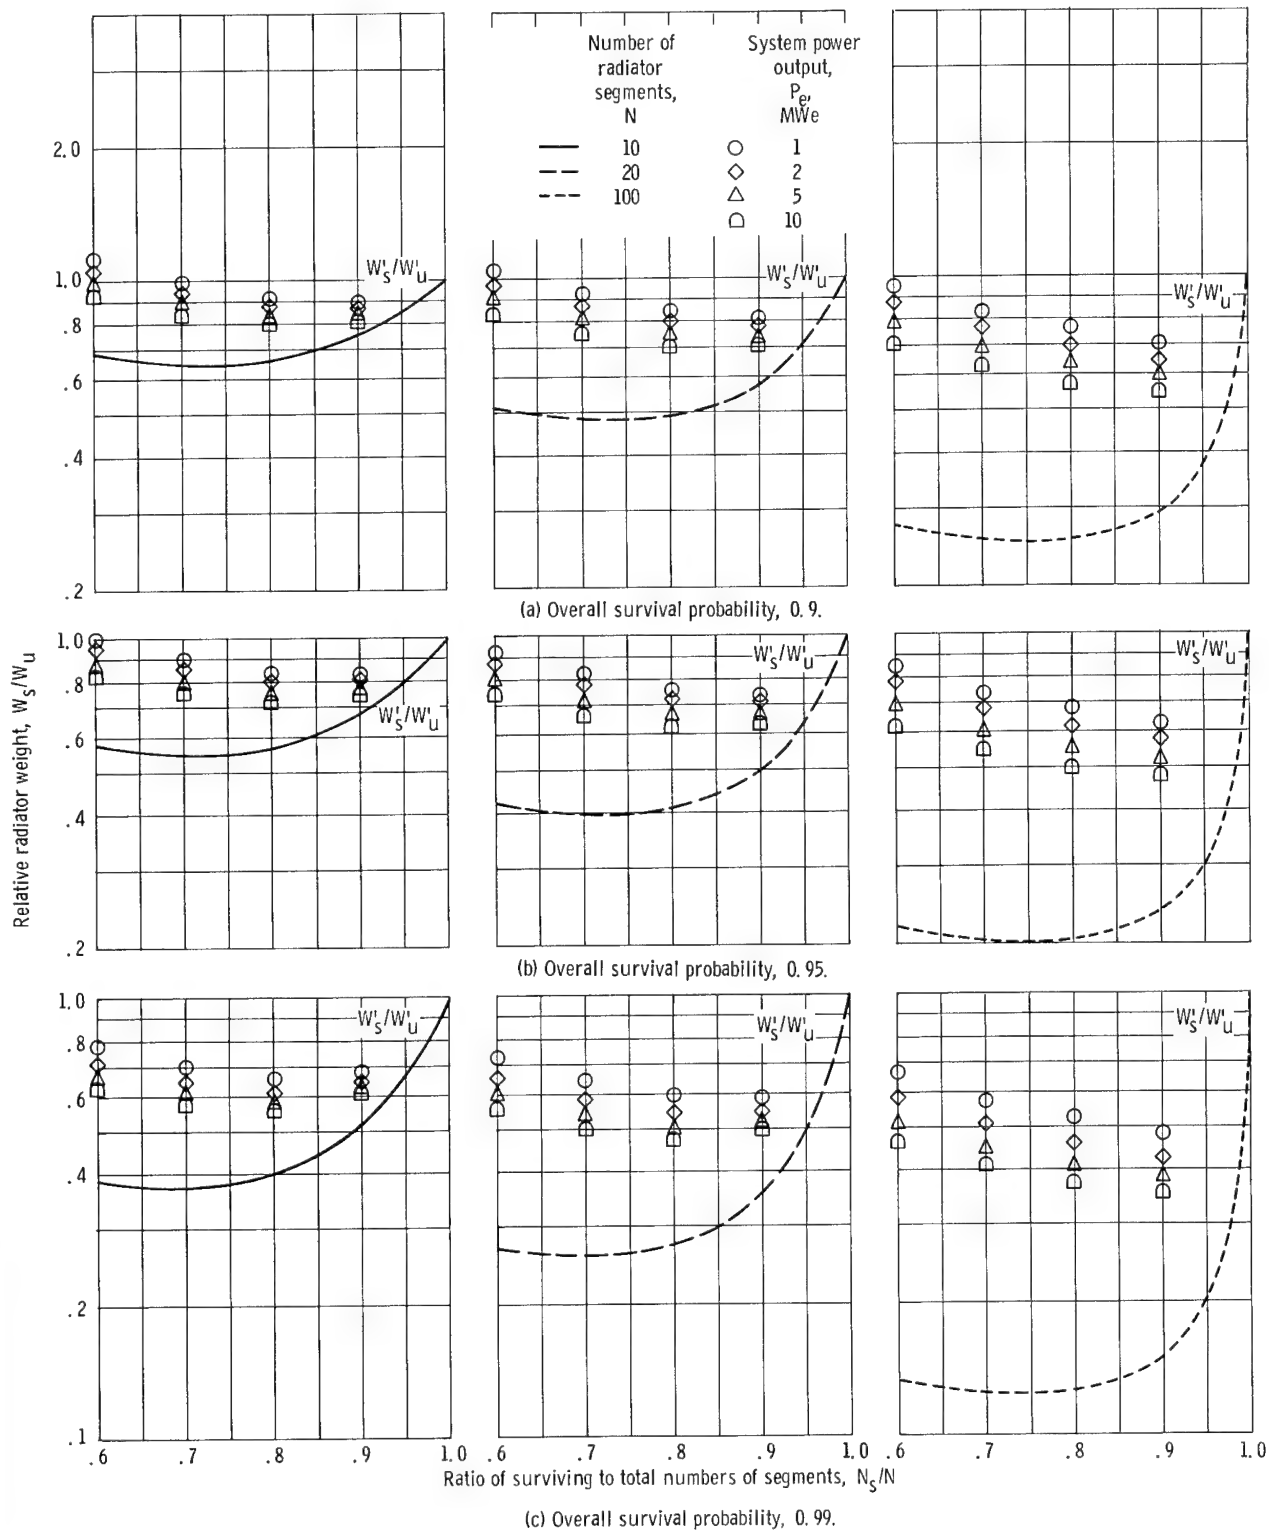 Number of
radiator
segments,
N
System power
output,
Pe,
MWe
10
20
100
1
2
5
10
2.0
1.0
.8
.6
.4
.2
W's/W'u
W's/W'u
W's/W'u
(a) Overall survival probability, 0.9.
Relative radiator weight, Ws/Wu
1.0
.8
.6
.4
.2
W's/W'u
W's/W'u
W's/W'u
(b) Overall survival probability, 0.95.
1.0
.8
.6
.4
.2
.1
W's/W'u
W's/W'u
W's/W'u
.6 .7 .8 .9 1.0
.6 .7 .8 .9 1.0
.6 .7 .8 .9 1.0
Ratio of surviving to total numbers of segments, Ns/N
(c) Overall survival probability, 0.99.